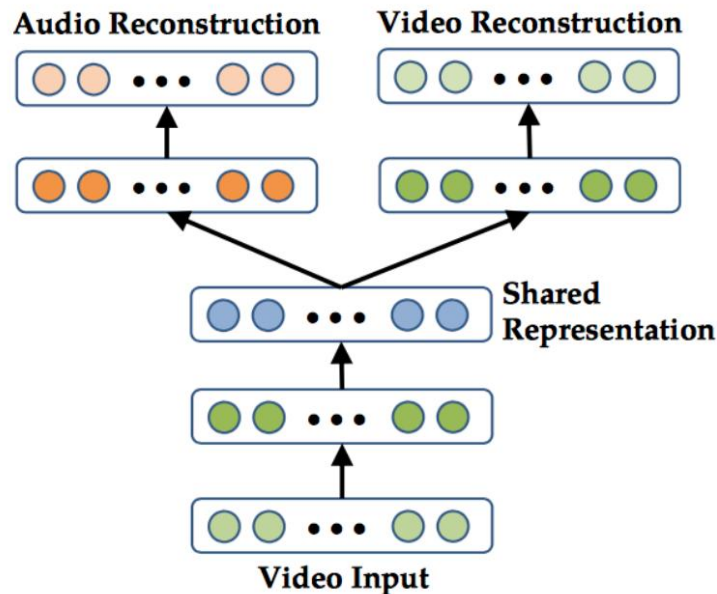 Audio Reconstruction
Video Reconstruction
Shared
Representation
Video Input